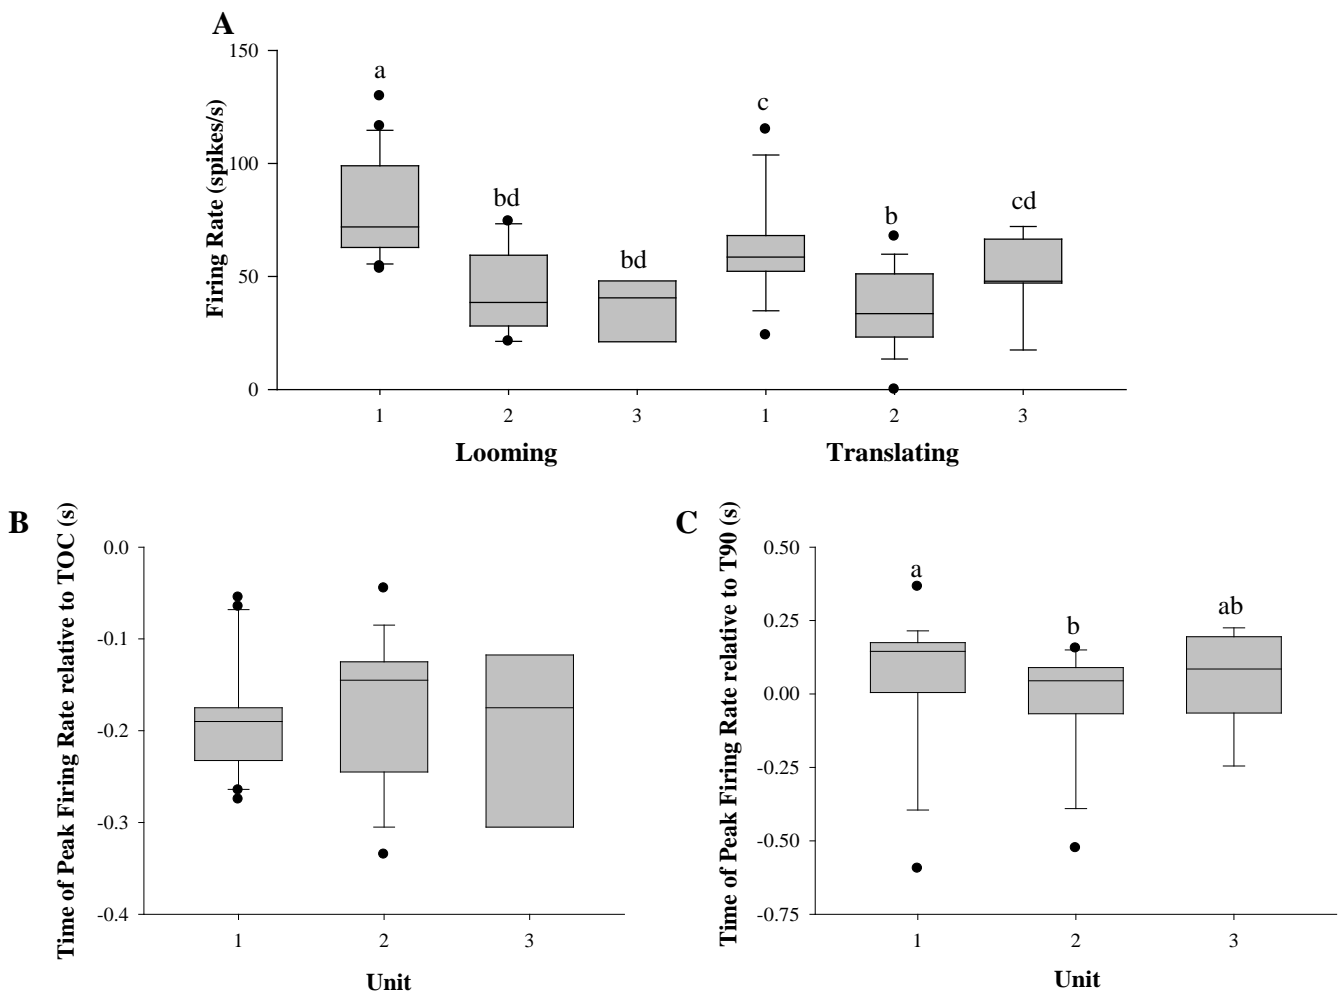 A
150
a
c
100
cd
bd
b
bd
50
0
Firing Rate (spikes/s)
1
2
3
1
2
3
Looming
Translating
B
Time of Peak Firing Rate relative to TOC (s)
0.0
-0.1
-0.2
-0.3
-0.4
1
2
3
Unit
C
Time of Peak Firing Rate relative to T90 (s)
0.50
a
0.25
ab
b
0.00
-0.25
-0.50
-0.75
1
2
3
Unit